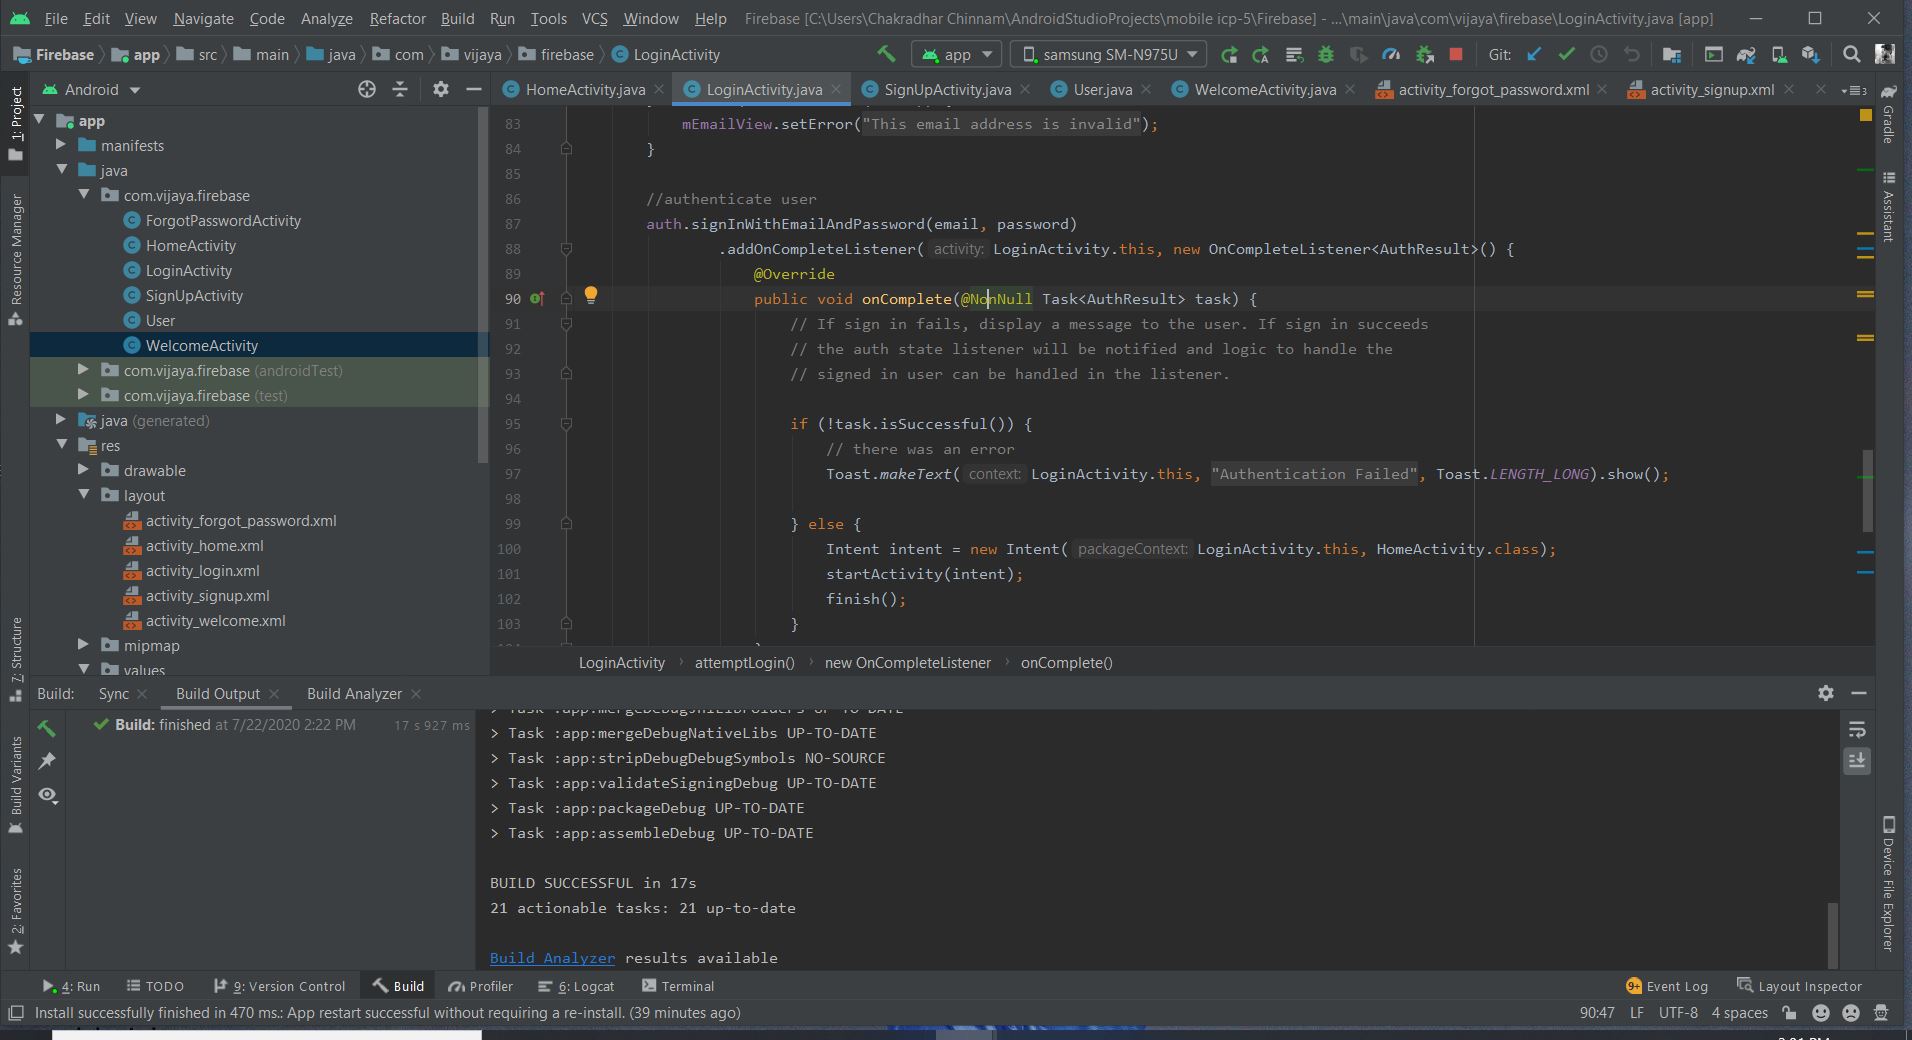 File Edit View Navigate Code Analyze Refactor Build Run Tools VCS Window Help Firebase [C:\Users\Chakradhar Chinnam\AndroidStudioProjects\mobile icp-5\Firebase] - ...\main\java\com\vijaya\firebase\LoginActivity.java [app]
Firebase app src main java com vijaya firebase LoginActivity app samsung SM-N975U Git:
Android
HomeActivity.java LoginActivity.java SignUpActivity.java User.java WelcomeActivity.java activity_forgot_password.xml activity_signup.xml 3
1: Project
Resource Manager
7: Structure
Build Variants
2: Favorites
app
manifests
java
com.vijaya.firebase
ForgotPasswordActivity
HomeActivity
LoginActivity
SignUpActivity
User
WelcomeActivity
com.vijaya.firebase (androidTest)
com.vijaya.firebase (test)
java (generated)
res
drawable
layout
activity_forgot_password.xml
activity_home.xml
activity_login.xml
activity_signup.xml
activity_welcome.xml
mipmap
values
83 mEmailView.setError("This email address is invalid");
84 }
85
86 //authenticate user
87 auth.signInWithEmailAndPassword(email, password)
88 .addOnCompleteListener( activity: LoginActivity.this, new OnCompleteListener<AuthResult>() {
89 @Override
90 public void onComplete(@NonNull Task<AuthResult> task) {
91 // If sign in fails, display a message to the user. If sign in succeeds
92 // the auth state listener will be notified and logic to handle the
93 // signed in user can be handled in the listener.
94
95 if (!task.isSuccessful()) {
96 // there was an error
97 Toast.makeText( context: LoginActivity.this, "Authentication Failed", Toast.LENGTH_LONG).show();
98
99 } else {
100 Intent intent = new Intent( packageContext: LoginActivity.this, HomeActivity.class);
101 startActivity(intent);
102 finish();
103 }
LoginActivity attemptLogin() new OnCompleteListener onComplete()
Gradle
Assistant
Device File Explorer
Build: Sync Build Output Build Analyzer
Build: finished at 7/22/2020 2:22 PM 17 s 927 ms
> Task :app:mergeDebugJniLibFolders UP-TO-DATE
> Task :app:mergeDebugNativeLibs UP-TO-DATE
> Task :app:stripDebugDebugSymbols NO-SOURCE
> Task :app:validateSigningDebug UP-TO-DATE
> Task :app:packageDebug UP-TO-DATE
> Task :app:assembleDebug UP-TO-DATE
BUILD SUCCESSFUL in 17s
21 actionable tasks: 21 up-to-date
Build Analyzer results available
4: Run TODO 9: Version Control Build Profiler 6: Logcat Terminal 9+ Event Log Layout Inspector
Install successfully finished in 470 ms.: App restart successful without requiring a re-install. (39 minutes ago) 90:47 LF UTF-8 4 spaces